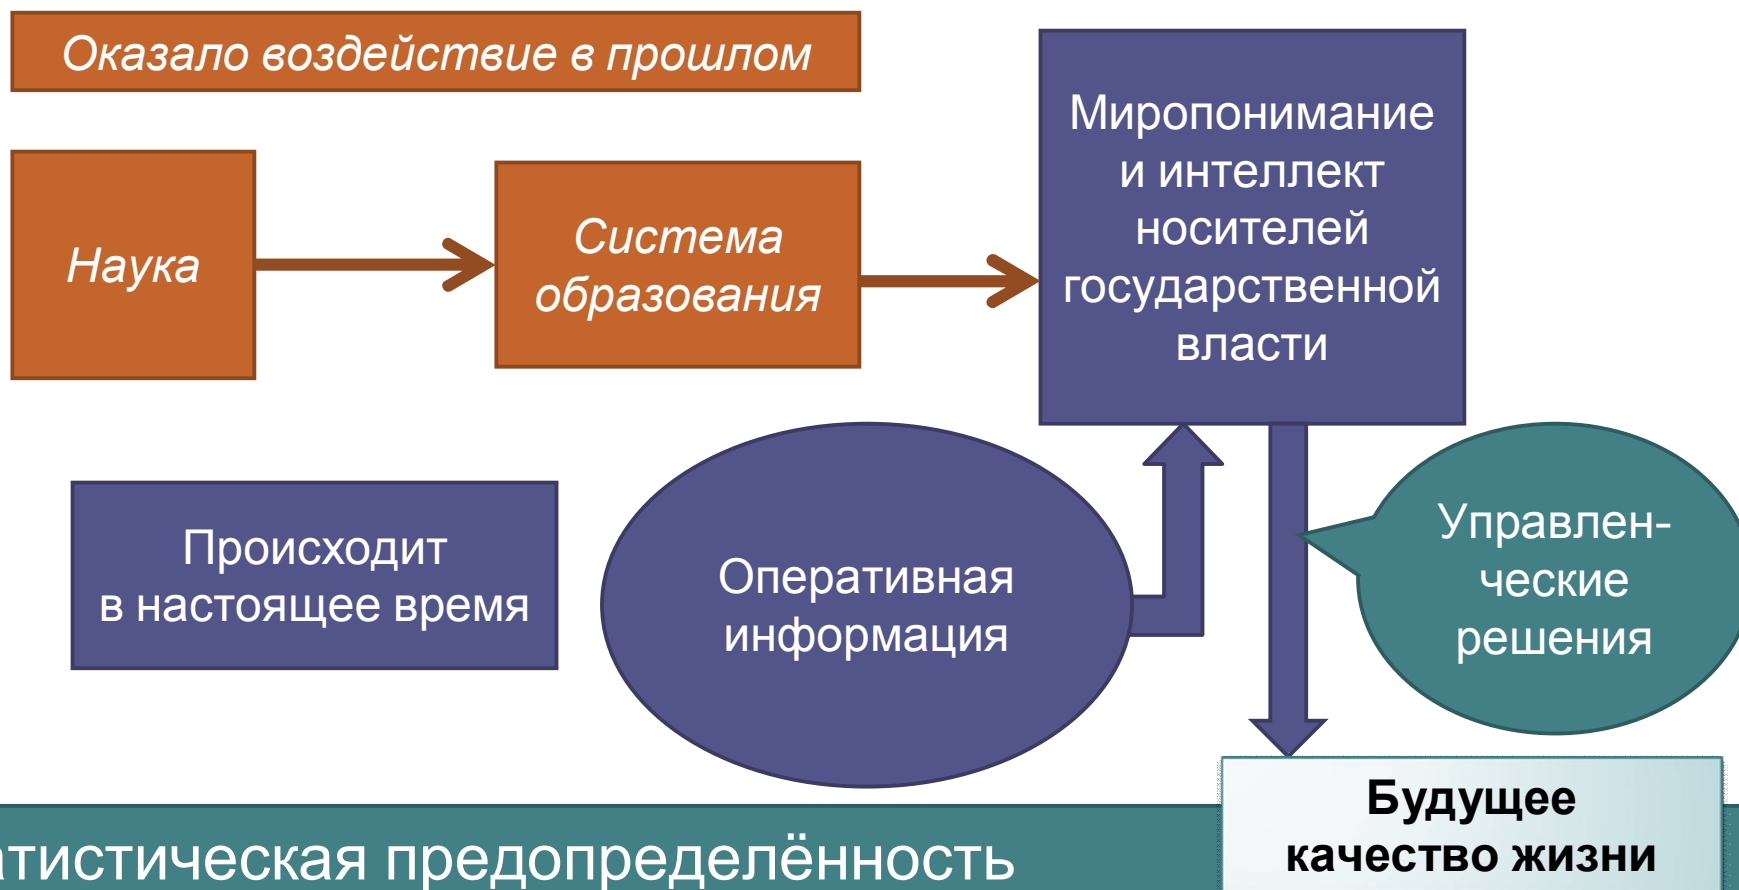 Оказало воздействие в прошлом
Наука
Система
образования
Миропонимание
и интеллект
носителей
государственной
власти
Происходит
в настоящее время
Оперативная
информация
Управлен-
ческие
решения
Будущее
качество жизни
атистическая предопределённость